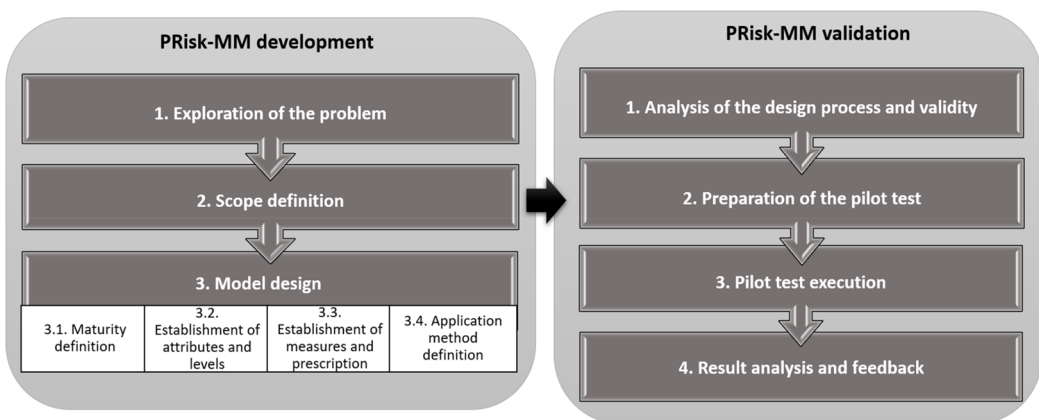 PRisk-MM development
1. Exploration of the problem
2. Scope definition
3. Model design
3.1. Maturity
definition
3.2.
Establishment of
attributes and
levels
3.3.
Establishment of
measures and
prescription
3.4. Application
method
definition
PRisk-MM validation
1. Analysis of the design process and validity
2. Preparation of the pilot test
3. Pilot test execution
4. Result analysis and feedback